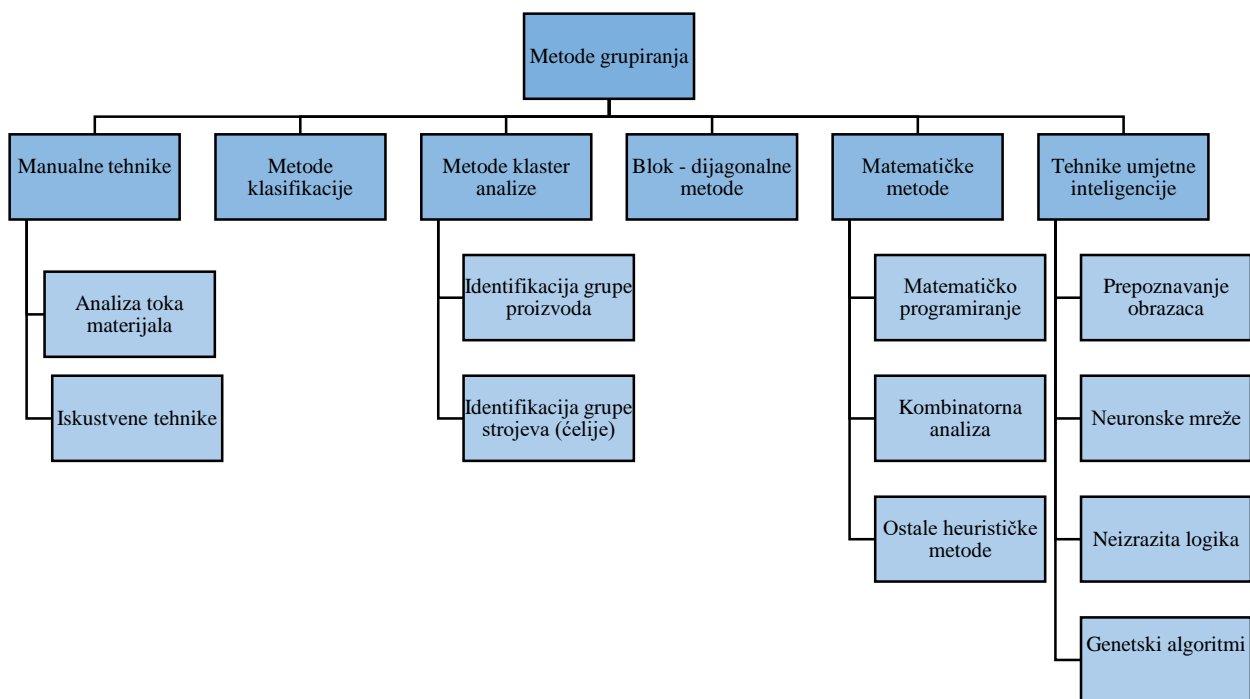 Metode grupiranja
Manualne tehnike
Metode
klasifikacije
Metode klaster
analize
Blok - dijagonalne
metode
Matematičke
metode
Tehnike umjetne
inteligencije
Analiza toka
materijala
Iskustvene tehnike
Identifikacija grupe
proizvoda
Identifikacija grupe
strojeva (ćelije)
Matematičko
programiranje
Kombinatorna
analiza
Ostale heurističke
metode
Prepoznavanje
obrazaca
Neuronske mreže
Neizrazita logika
Genetski algoritmi